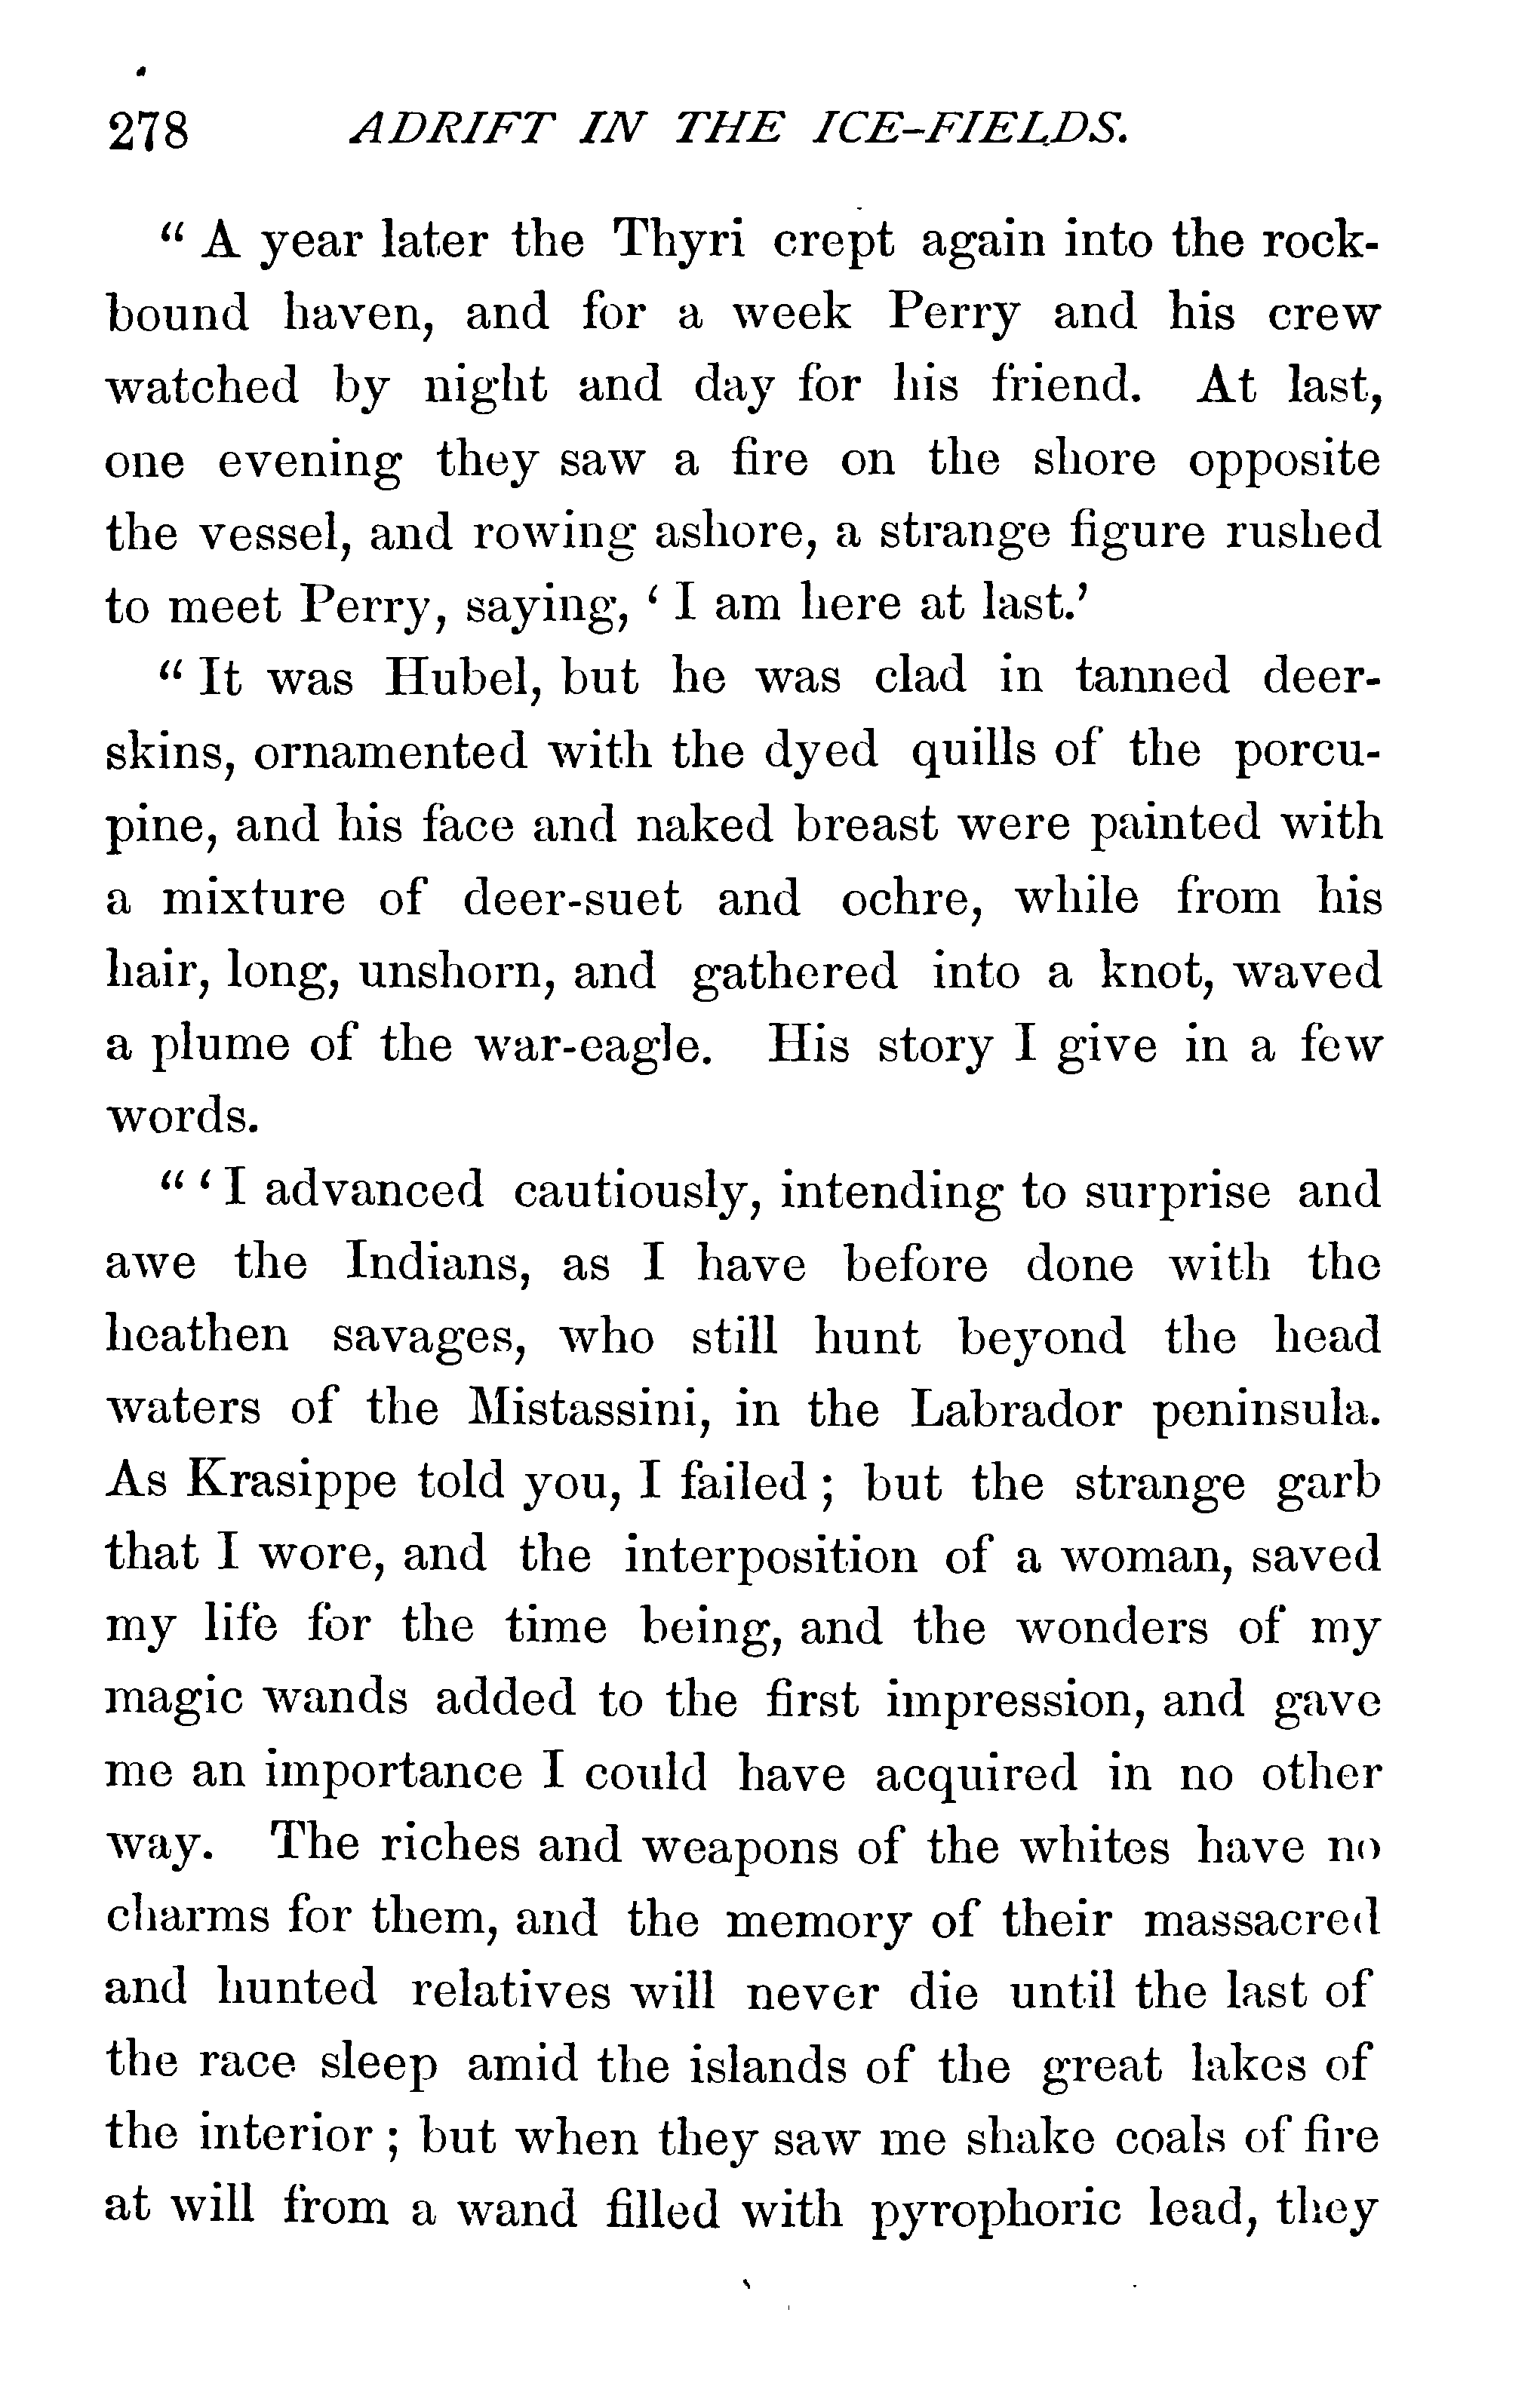 278 ADRIFT IN THE ICE-FIELDS.
“ A year later the Thyri crept again into the rock-
bound haven, and for a week Perry and his crew
watched by night and day for his friend. At last,
one evening they saw a fire on the shore opposite
the vessel, and rowing ashore, a strange figure rushed
to meet Perry, saying, ‘ I am here at last.’
“ It was Hubel, but he was clad in tanned deer-
skins, ornamented with the dyed quills of the porcu-
pine, and his face and naked breast were painted with
a mixture of deer-suet and ochre, while from his
hair, long, unshorn, and gathered into a knot, waved
a plume of the war-eagle. His story I give in a few
words.
“ ‘ I advanced cautiously, intending to surprise and
awe the Indians, as I have before done with the
heathen savages, who still hunt beyond the head
waters of the Mistassini, in the Labrador peninsula.
As Krasippe told you, I failed ; but the strange garb
that I wore, and the interposition of a woman, saved
my life for the time being, and the wonders of my
magic wands added to the first impression, and gave
me an importance I could have acquired in no other
way. The riches and weapons of the whites have no
charms for them, and the memory of their massacred
and hunted relatives will never die until the last of
the race sleep amid the islands of the great lakes of
the interior ; but when they saw me shake coals of fire
at will from a wand filled with pyrophoric lead, they